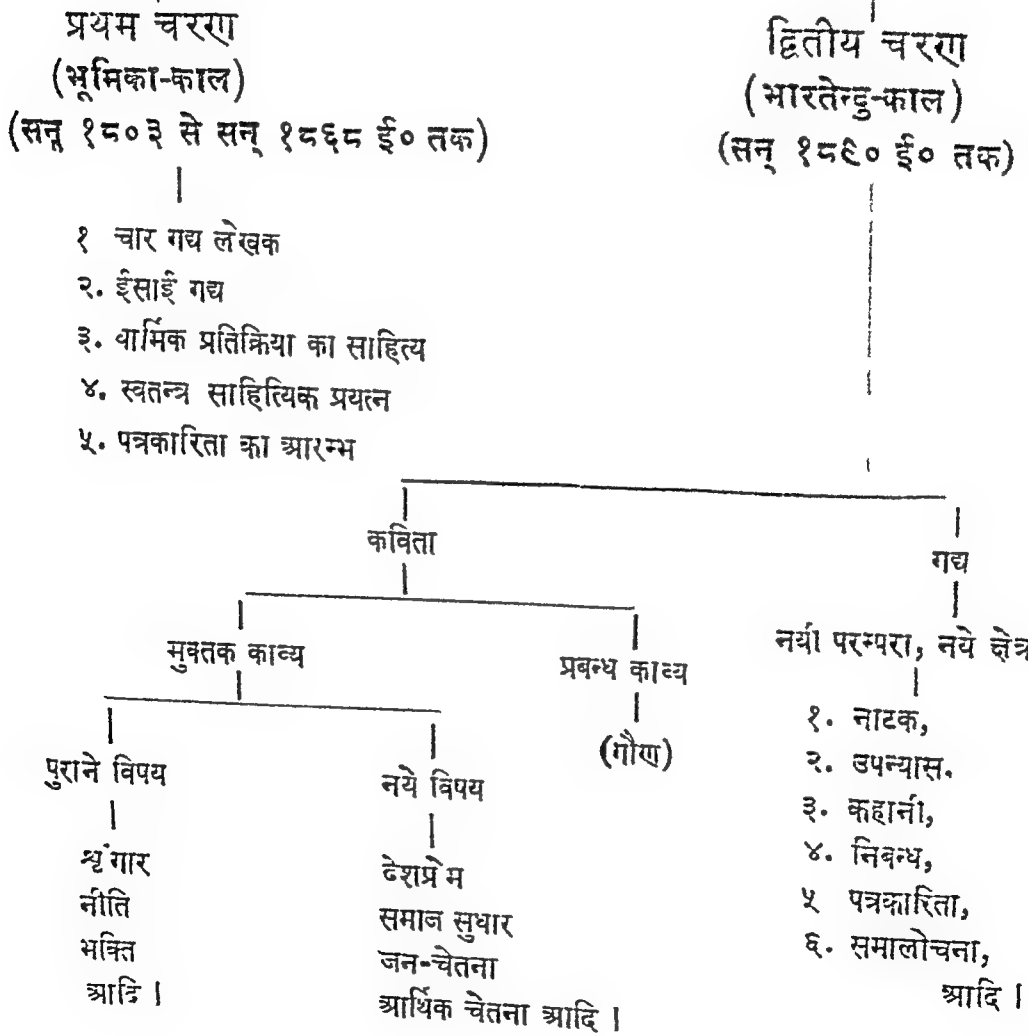 प्रथम चरण
(भूमिका-काल)
(सन् १८०३ से सन् १८६८ ई० तक)
१ चार गद्य लेखक
२. ईसाई गद्य
३. धार्मिक प्रतिक्रिया का साहित्य
४. स्वतन्त्र साहित्यिक प्रयत्न
५. पत्रकारिता का आरम्भ
द्वितीय चरण
(भारतेन्दु-काल)
(सन् १८९० ई० तक)
कविता
गद्य
मुक्तक काव्य
प्रबन्ध काव्य
(गौण)
पुराने विषय
शृंगार
नीति
भक्ति
आदि ।
नये विषय
देशप्रेम
समाज सुधार
जन-चेतना
आर्थिक चेतना आदि ।
नयी परम्परा, नये क्षेत्र
१. नाटक,
२. उपन्यास.
३. कहानी,
४. निबन्ध,
५ पत्रकारिता,
६. समालोचना,
आदि ।